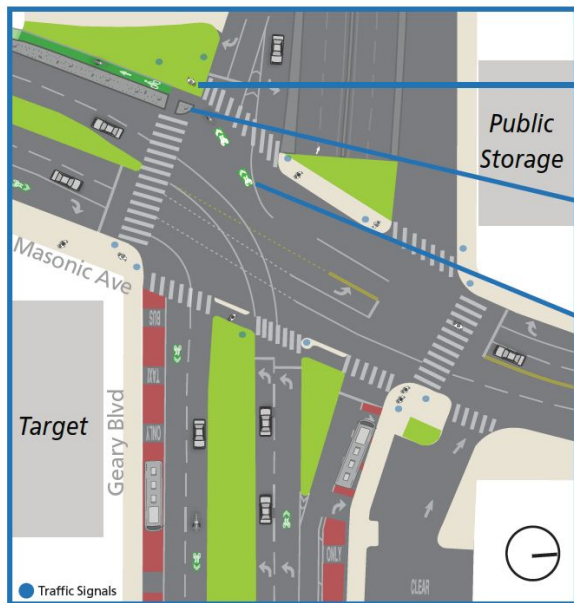 Public
Storage
Masonic Ave
BUS
TAXI
ONLY
Target
Geary Blvd
ONLY
CLEAR
Traffic Signals